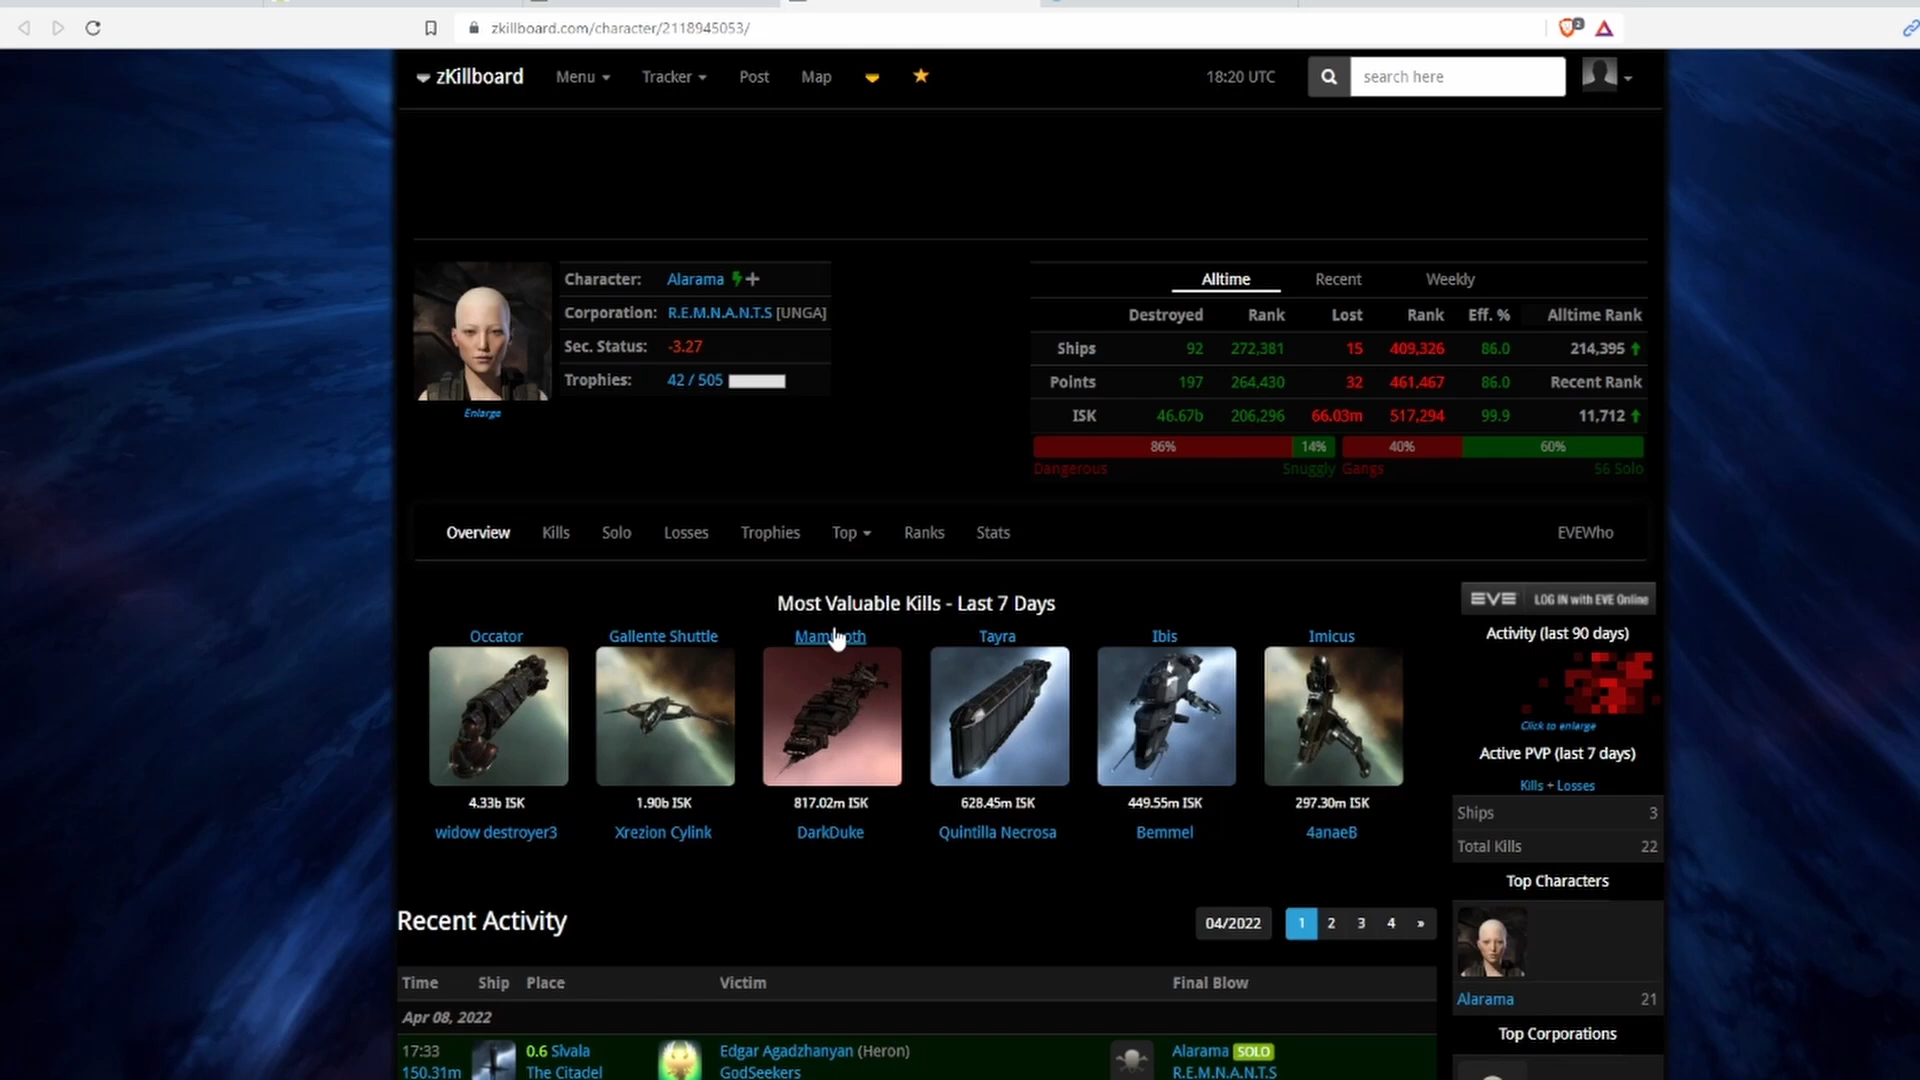 zkillboard.com/character/2118945053/
2
zKillboard Menu Tracker Post Map 18:20 UTC search here
Character: Alarama
Corporation: R.E.M.N.A.N.T.S [UNGA]
Sec. Status: -3.27
Trophies: 42 / 505
Enlarge
Alltime Recent Weekly
Destroyed Rank Lost Rank Eff. % Alltime Rank
Ships 92 272,381 15 409,326 86.0 214,395
Points 197 264,430 32 461,467 86.0 Recent Rank
ISK 46.67b 206,296 66.03m 517,294 99.9 11,712
86% 14% 40% 60%
Dangerous Snuggly Gangs 56 Solo
Overview Kills Solo Losses Trophies Top Ranks Stats EVEWho
Most Valuable Kills - Last 7 Days
Occator Gallente Shuttle Tayra Ibis Imicus
4.33b ISK 1.90b ISK 817.02m ISK 628.45m ISK 449.55m ISK 297.30m ISK
widow destroyer3 Xrezion Cylink DarkDuke Quintilla Necrosa Bemmel 4anaeB
EVE LOG IN with EVE Online
Activity (last 90 days)
Click to enlarge
Active PVP (last 7 days)
Kills + Losses
Ships 3
Total Kills 22
Top Characters
Alarama 21
Top Corporations
Recent Activity 04/2022 1 2 3 4 »
Time Ship Place Victim Final Blow
Apr 08, 2022
17:33 0.6 Sivala Edgar Agadzhanyan (Heron) Alarama SOLO
150.31m The Citadel GodSeekers R.E.M.N.A.N.T.S